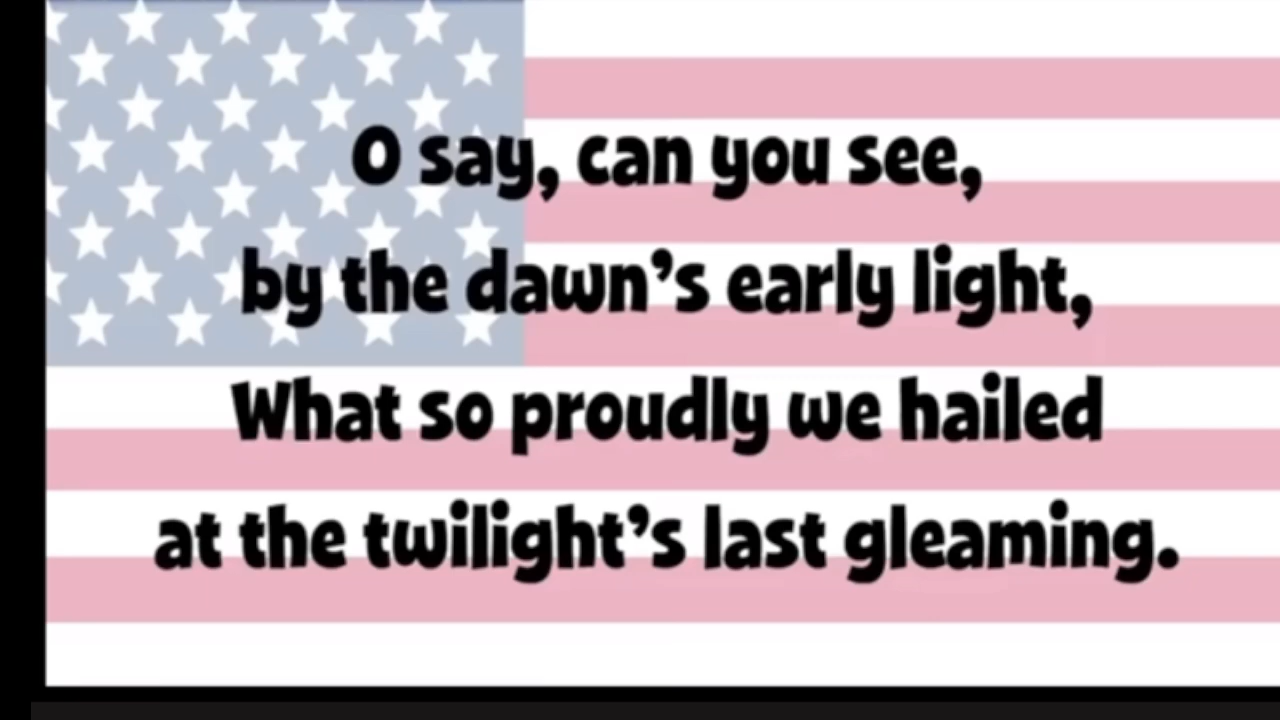 O say, can you see,
by the dawn’s early light,
What so proudly we hailed
at the twilight’s last gleaming.